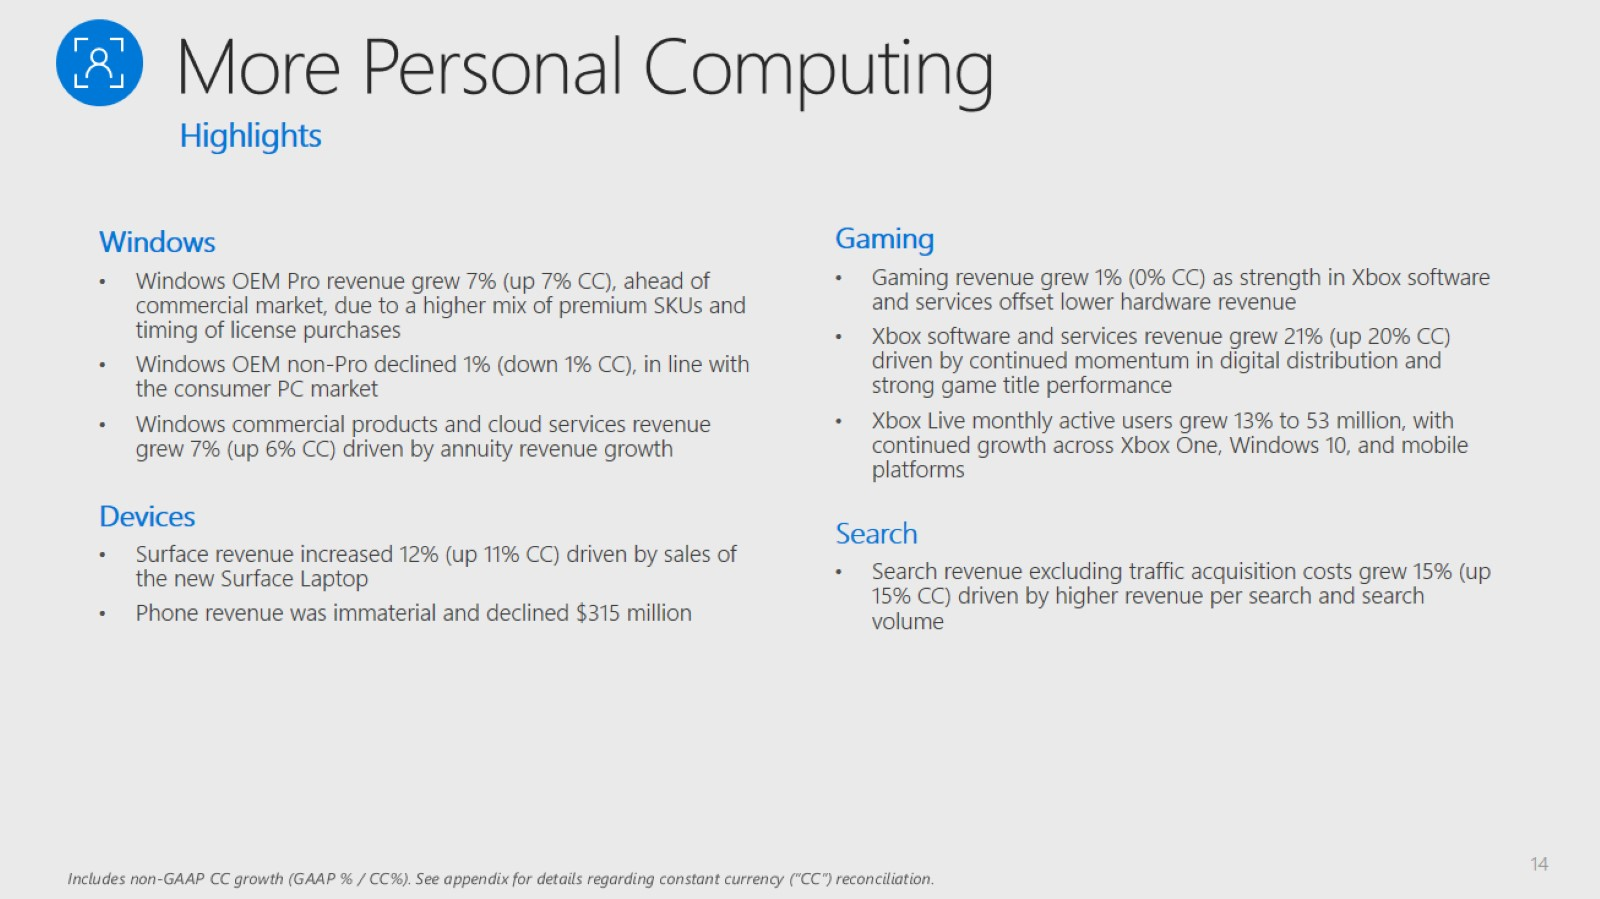 More Personal Computing
Highlights
Windows
• Windows OEM Pro revenue grew 7% (up 7% CC), ahead of
commercial market, due to a higher mix of premium SKUs and
timing of license purchases
• Windows OEM non-Pro declined 1% (down 1% CC), in line with
the consumer PC market
• Windows commercial products and cloud services revenue
grew 7% (up 6% CC) driven by annuity revenue growth
Devices
• Surface revenue increased 12% (up 11% CC) driven by sales of
the new Surface Laptop
• Phone revenue was immaterial and declined $315 million
Gaming
• Gaming revenue grew 1% (0% CC) as strength in Xbox software
and services offset lower hardware revenue
• Xbox software and services revenue grew 21% (up 20% CC)
driven by continued momentum in digital distribution and
strong game title performance
• Xbox Live monthly active users grew 13% to 53 million, with
continued growth across Xbox One, Windows 10, and mobile
platforms
Search
• Search revenue excluding traffic acquisition costs grew 15% (up
15% CC) driven by higher revenue per search and search
volume
Includes non-GAAP CC growth (GAAP % / CC%). See appendix for details regarding constant currency ("CC") reconciliation.
14